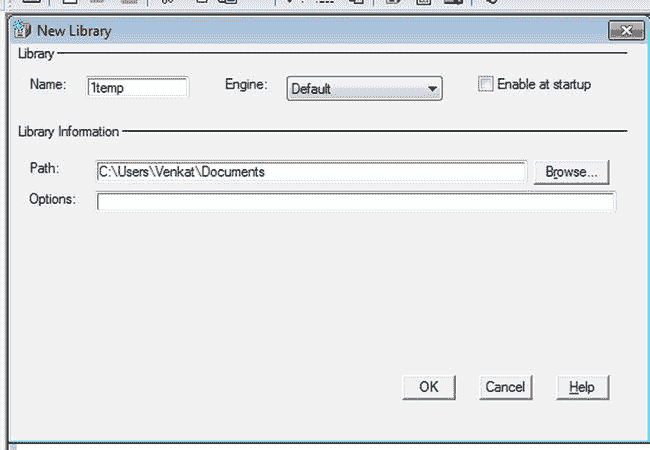 New Library
Library
Name: 1temp Engine: Default Enable at startup
Library Information
Path: C:\Users\Venkat\Documents Browse...
Options:
OK Cancel Help